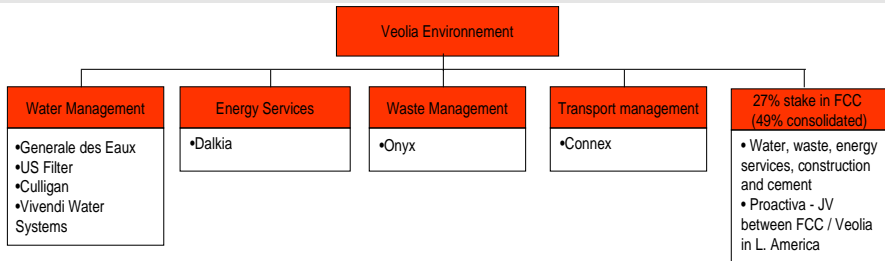 Veolia Environnement
Water Management
•Generale des Eaux
•US Filter
•Culligan
•Vivendi Water
Systems
Energy Services
•Dalkia
Waste Management
•Onyx
Transport management
•Connex
27% stake in FCC
(49% consolidated)
• Water, waste, energy
services, construction
and cement
• Proactiva - JV
between FCC / Veolia
in L. America